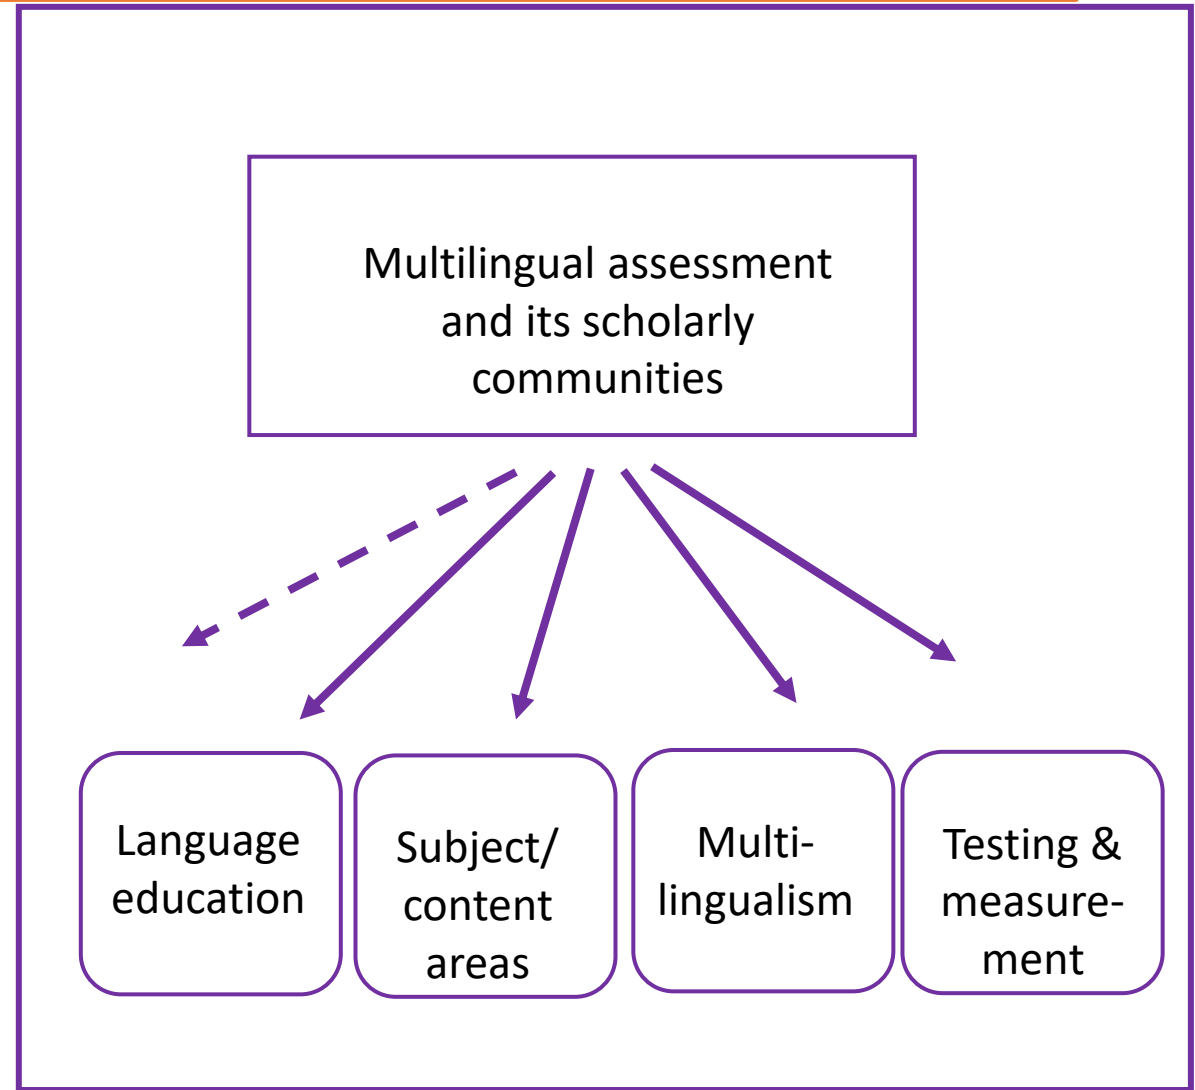 Multilingual assessment
and its scholarly
communities
Language
education
Subject/
content
areas
Multi-
lingualism
Testing &
measure-
ment